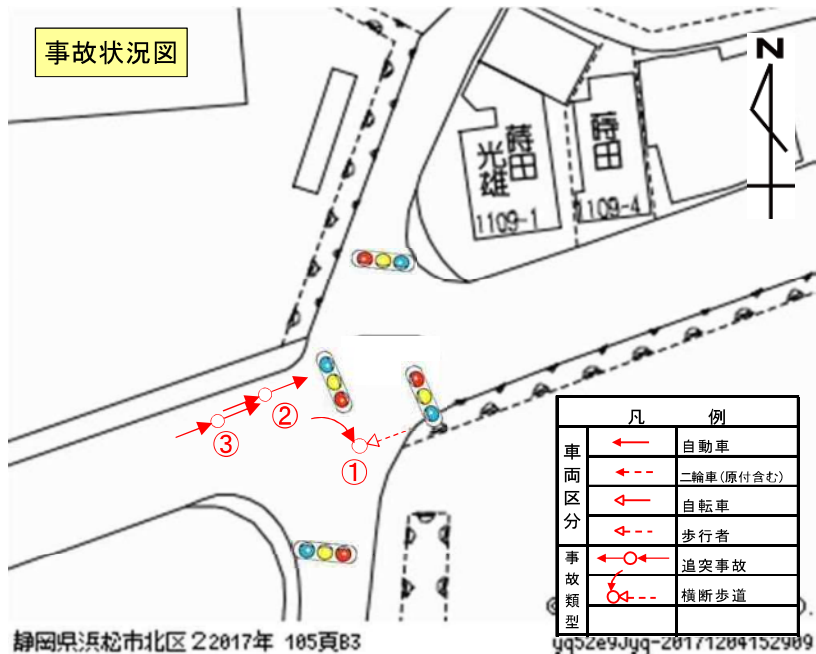 事故状況図
N
蒔田
光雄
1109-1
蒔田
1109-4
②
③
①
凡 例
車両区分
自動車
二輪車(原付含む)
自転車
歩行者
事故類型
追突事故
横断歩道
静岡県浜松市北区22017年 105頁B3
yq52e9Jyq-20171204152909